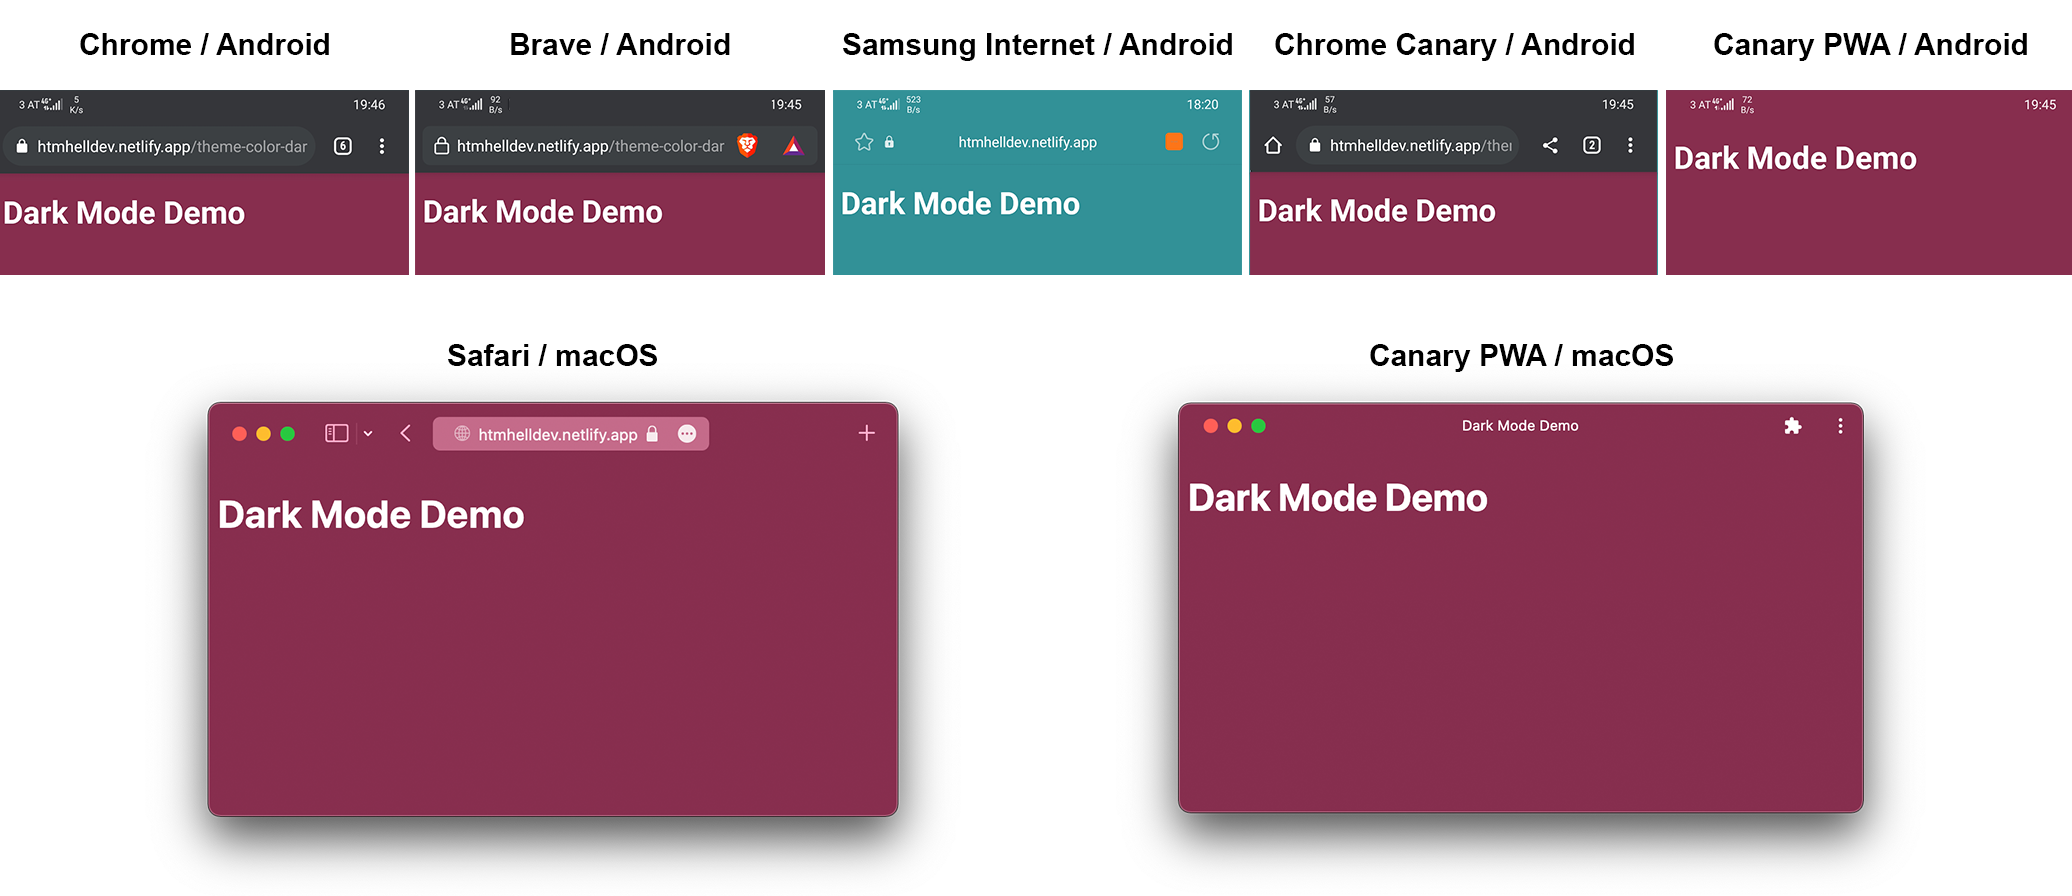 Chrome / Android
Brave / Android
Samsung Internet / Android
Chrome Canary / Android
Canary PWA / Android
3 AT 4G 5 K/s 19:46
htmhelldev.netlify.app/theme-color-dar 6
Dark Mode Demo
3 AT 4G 92 B/s 19:45
htmhelldev.netlify.app/theme-color-dar
Dark Mode Demo
3 AT 4G 523 B/s 18:20
htmhelldev.netlify.app
Dark Mode Demo
3 AT 4G 57 B/s 19:45
htmhelldev.netlify.app/the 2
Dark Mode Demo
3 AT 4G 72 B/s 19:45
Dark Mode Demo
Safari / macOS
Canary PWA / macOS
htmhelldev.netlify.app
Dark Mode Demo
Dark Mode Demo
Dark Mode Demo